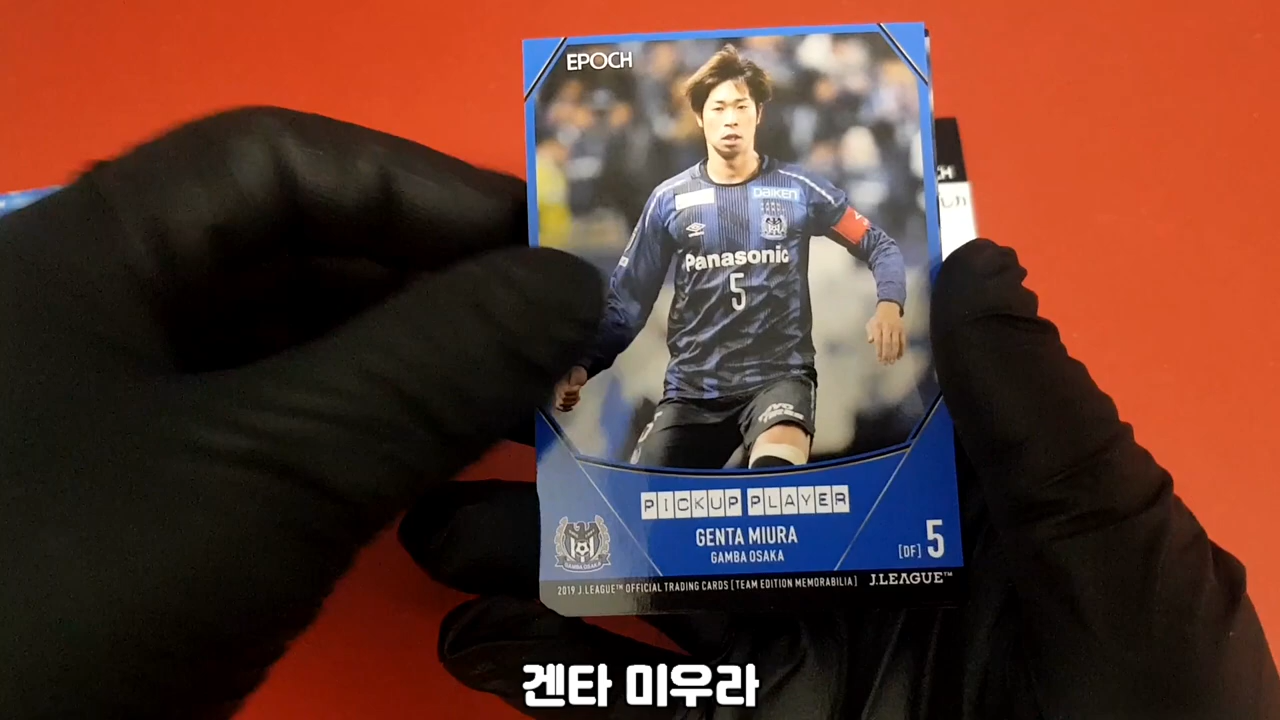 EPOCH
Daiken
Panasonic
5
PICKUP PLAYER
GENTA MIURA
GAMBA OSAKA
[DF] 5
GAMBA OSAKA
2019 J.LEAGUE™ OFFICIAL TRADING CARDS [TEAM EDITION MEMORABILIA] J.LEAGUE™
겐타 미우라